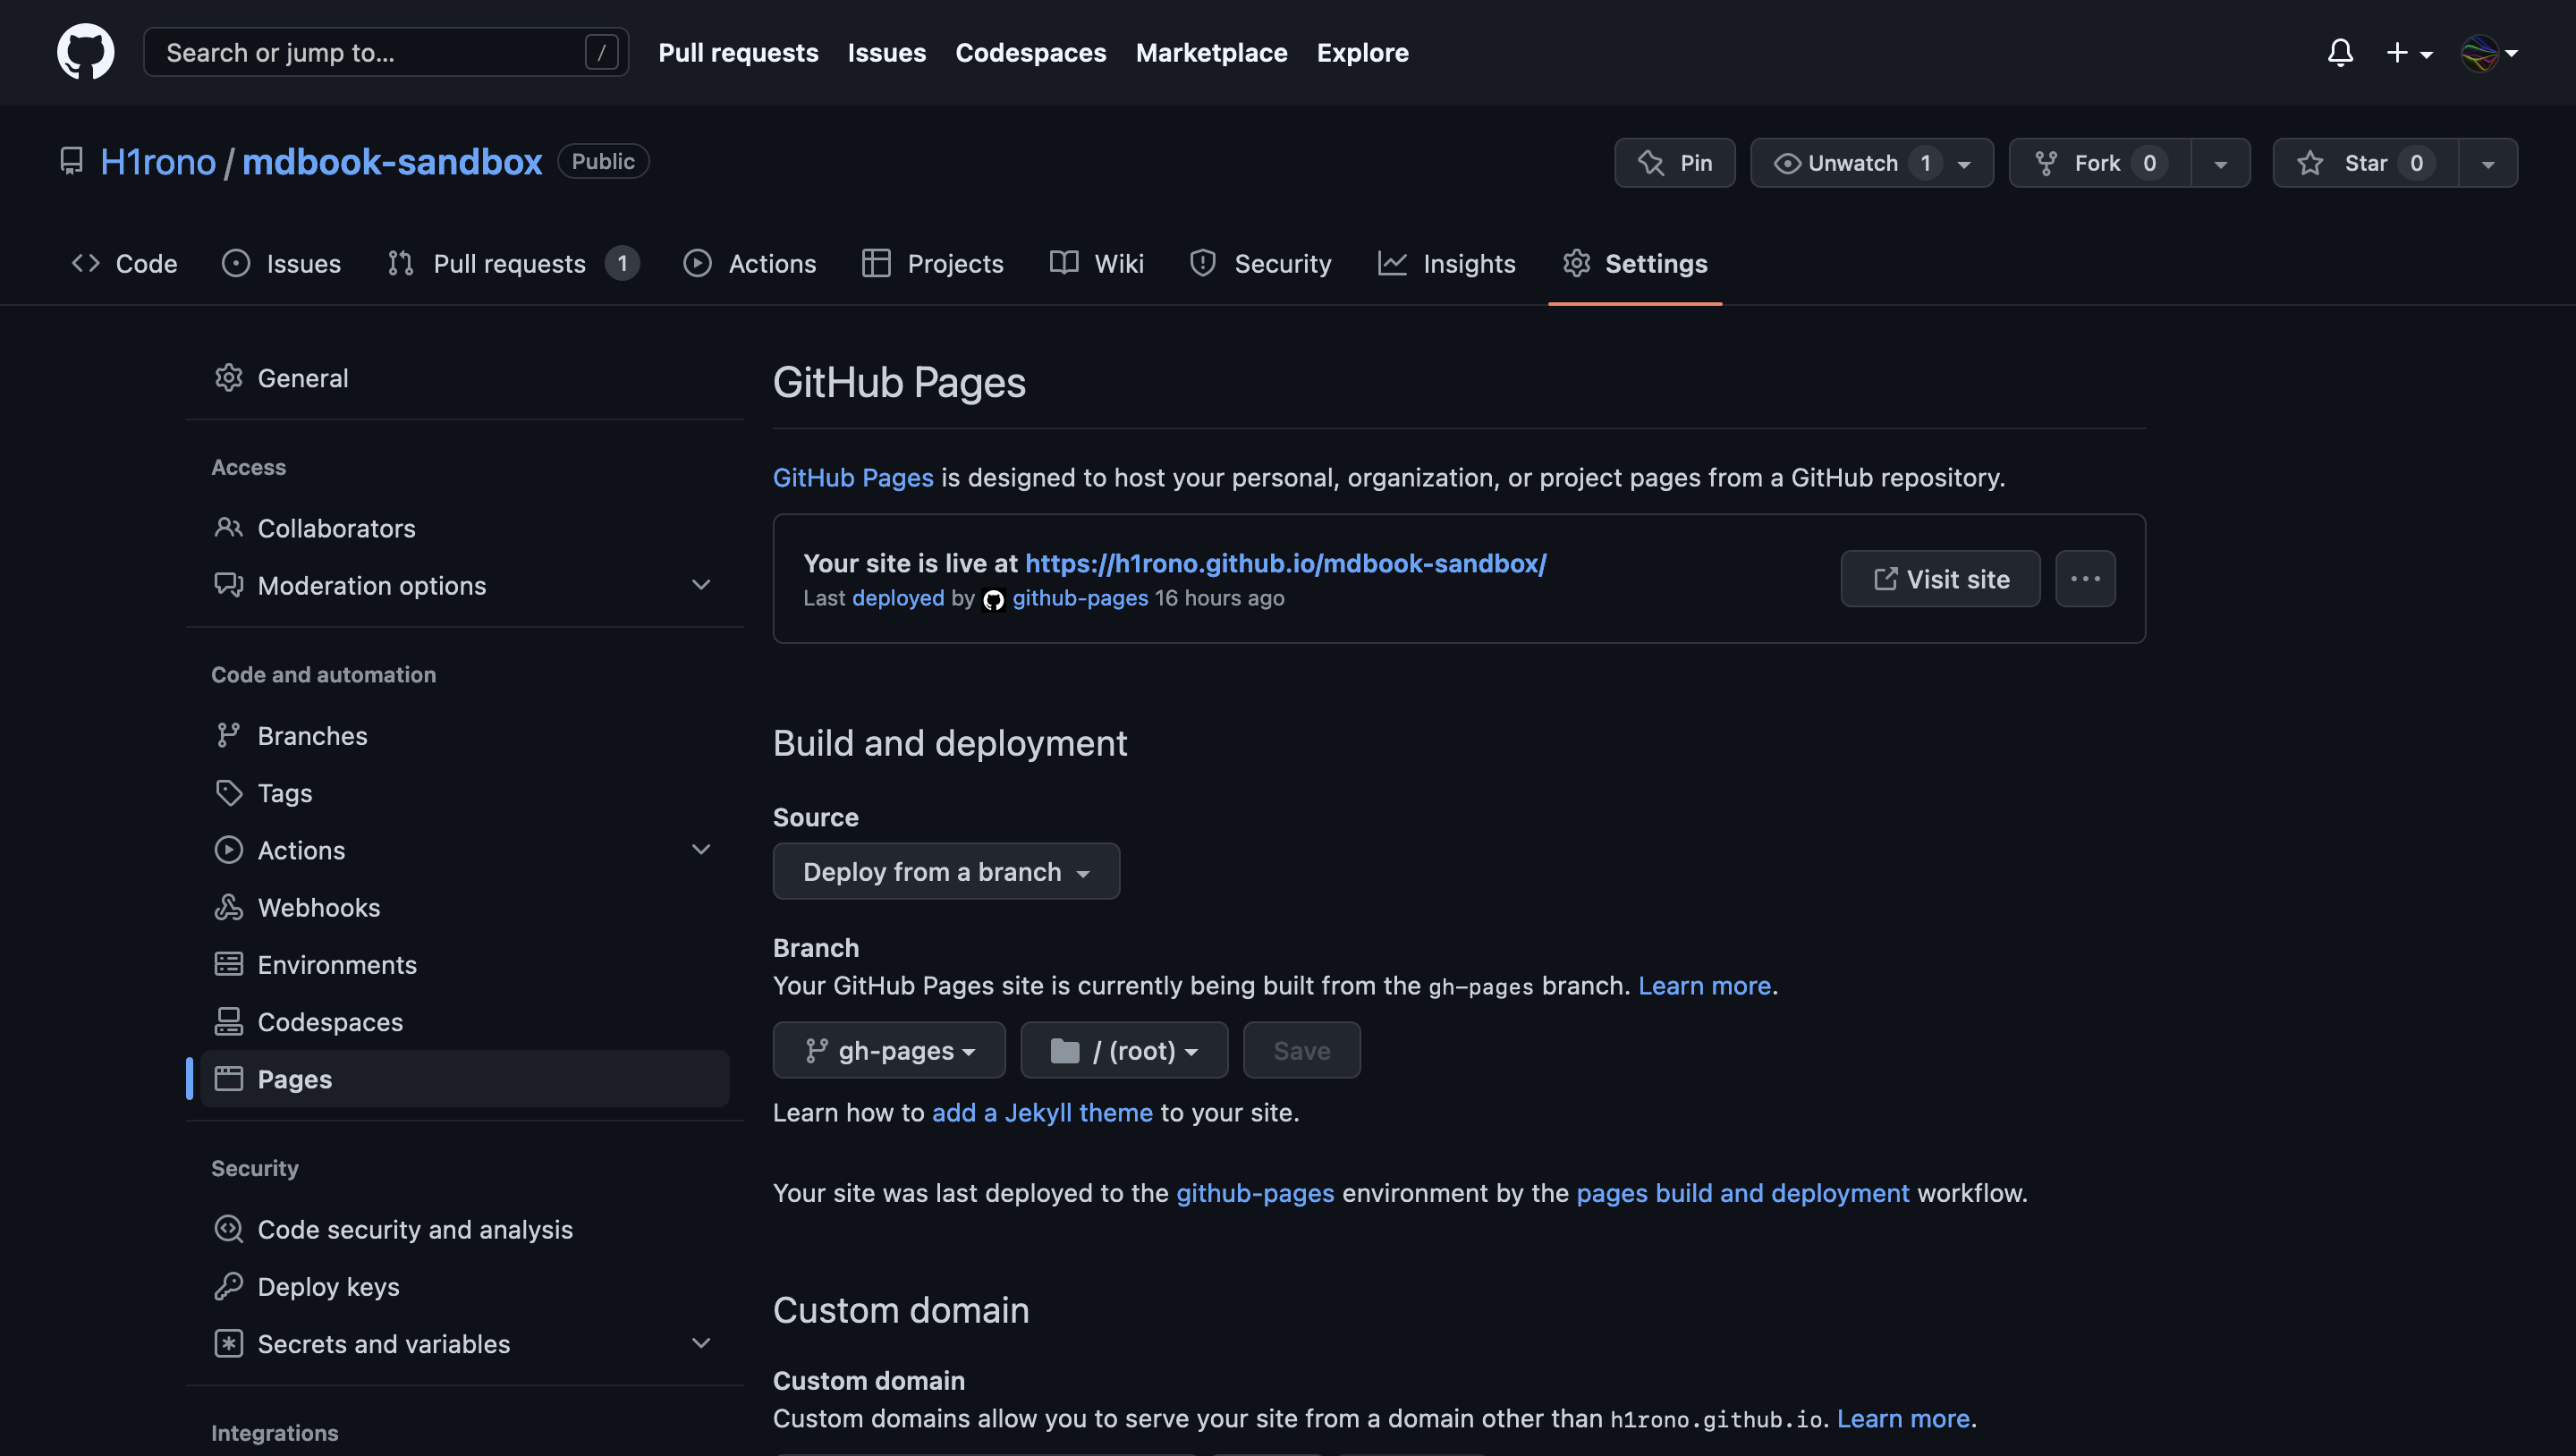 Search or jump to... /
Pull requests Issues Codespaces Marketplace Explore
H1rono / mdbook-sandbox Public
Pin Unwatch 1 Fork 0 Star 0
Code Issues Pull requests 1 Actions Projects Wiki Security Insights Settings
General
Access
Collaborators
Moderation options
Code and automation
Branches
Tags
Actions
Webhooks
Environments
Codespaces
Pages
Security
Code security and analysis
Deploy keys
Secrets and variables
Integrations
GitHub Pages
GitHub Pages is designed to host your personal, organization, or project pages from a GitHub repository.
Your site is live at https://h1rono.github.io/mdbook-sandbox/
Last deployed by github-pages 16 hours ago
Visit site
Build and deployment
Source
Deploy from a branch
Branch
Your GitHub Pages site is currently being built from the gh-pages branch. Learn more.
gh-pages / (root) Save
Learn how to add a Jekyll theme to your site.
Your site was last deployed to the github-pages environment by the pages build and deployment workflow.
Custom domain
Custom domain
Custom domains allow you to serve your site from a domain other than h1rono.github.io. Learn more.